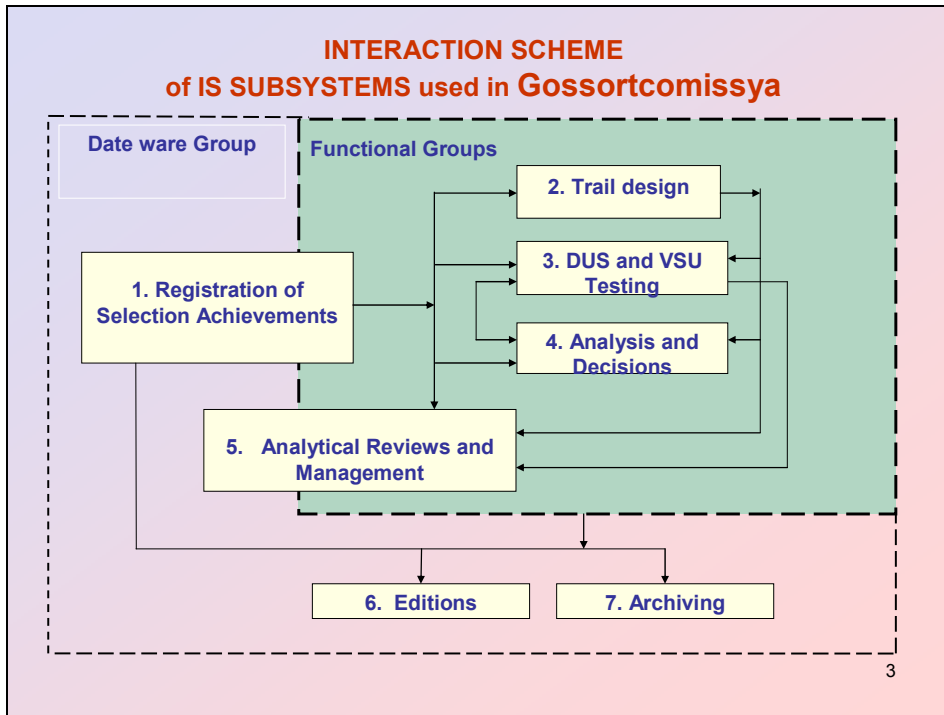 INTERACTION SCHEME
of IS SUBSYSTEMS used in Gossortcomissya
Date ware Group
Functional Groups
2. Trail design
3. DUS and VSU
Testing
1. Registration of
Selection Achievements
4. Analysis and
Decisions
5. Analytical Reviews and
Management
6. Editions
7. Archiving
3